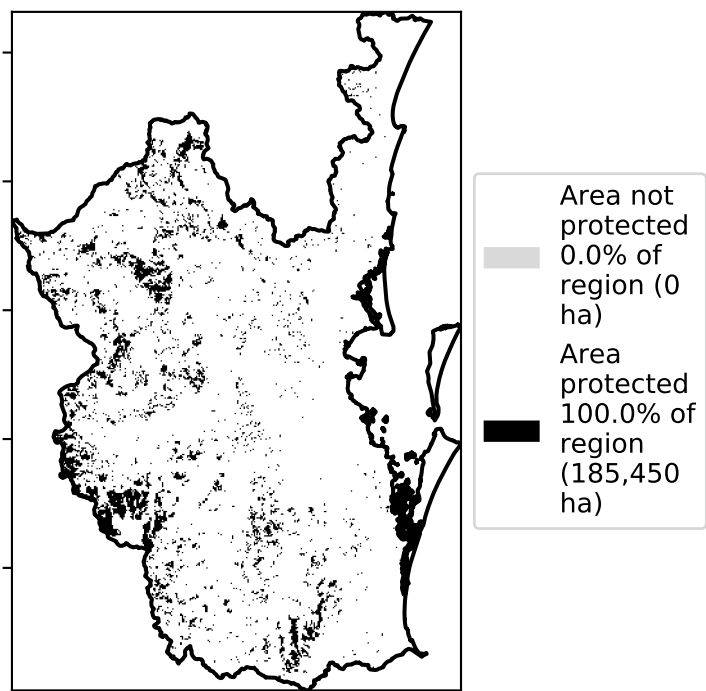 Area not
protected
0.0% of
region (0
ha)
Area
protected
100.0% of
region
(185,450
ha)